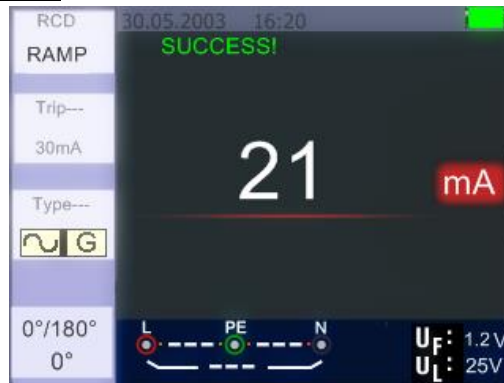 RCD 30.05.2003 16:20
RAMP SUCCESS!
Trip---
30mA
21 mA
Type---
G
0°/180°
0°
L PE N
UF: 1.2V
UL: 25V